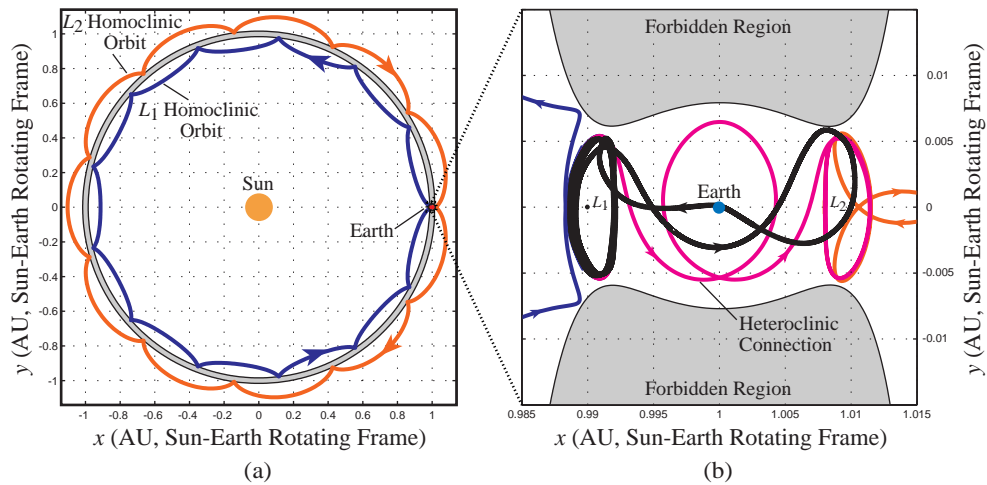 L2 Homoclinic
Orbit
L1 Homoclinic
Orbit
Sun
Earth
y (AU, Sun-Earth Rotating Frame)
1
0.8
0.6
0.4
0.2
0
-0.2
-0.4
-0.6
-0.8
-1
-1 -0.8 -0.6 -0.4 -0.2 0 0.2 0.4 0.6 0.8 1
x (AU, Sun-Earth Rotating Frame)
(a)
Forbidden Region
L1
Earth
L2
Heteroclinic
Connection
Forbidden Region
0.01
0.005
0
-0.005
-0.01
y (AU, Sun-Earth Rotating Frame)
0.985 0.99 0.995 1 1.005 1.01 1.015
x (AU, Sun-Earth Rotating Frame)
(b)